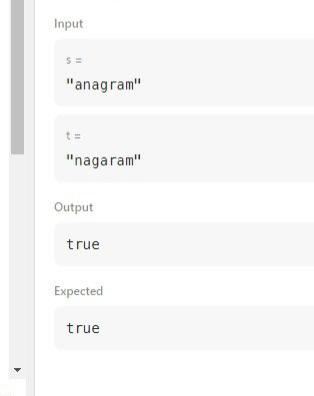 Input
s =
"anagram"
t =
"nagaram"
Output
true
Expected
true